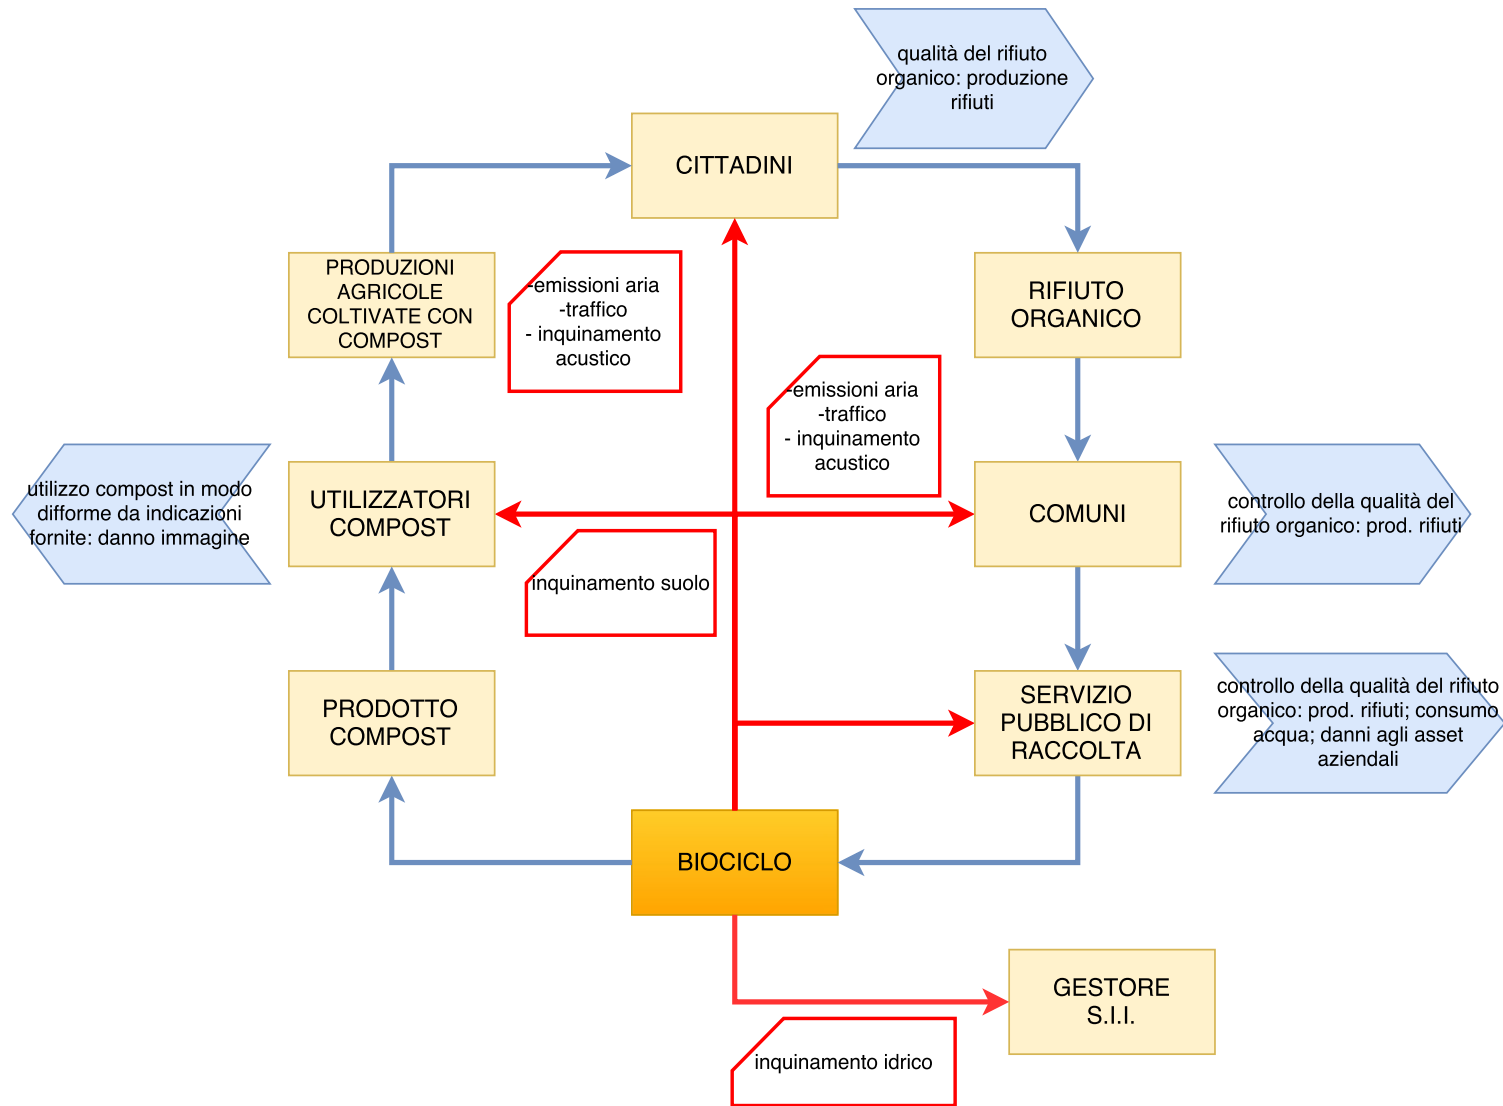 qualità del rifiuto
organico: produzione
rifiuti
CITTADINI
PRODUZIONI
AGRICOLE
COLTIVATE CON
COMPOST
-emissioni aria
-traffico
- inquinamento
acustico
RIFIUTO
ORGANICO
-emissioni aria
-traffico
- inquinamento
acustico
utilizzo compost in modo
difforme da indicazioni
fornite: danno immagine
UTILIZZATORI
COMPOST
COMUNI
controllo della qualità del
rifiuto organico: prod. rifiuti
inquinamento suolo
PRODOTTO
COMPOST
SERVIZIO
PUBBLICO DI
RACCOLTA
controllo della qualità del rifiuto
organico: prod. rifiuti; consumo
acqua; danni agli asset
aziendali
BIOCICLO
GESTORE
S.I.I.
inquinamento idrico